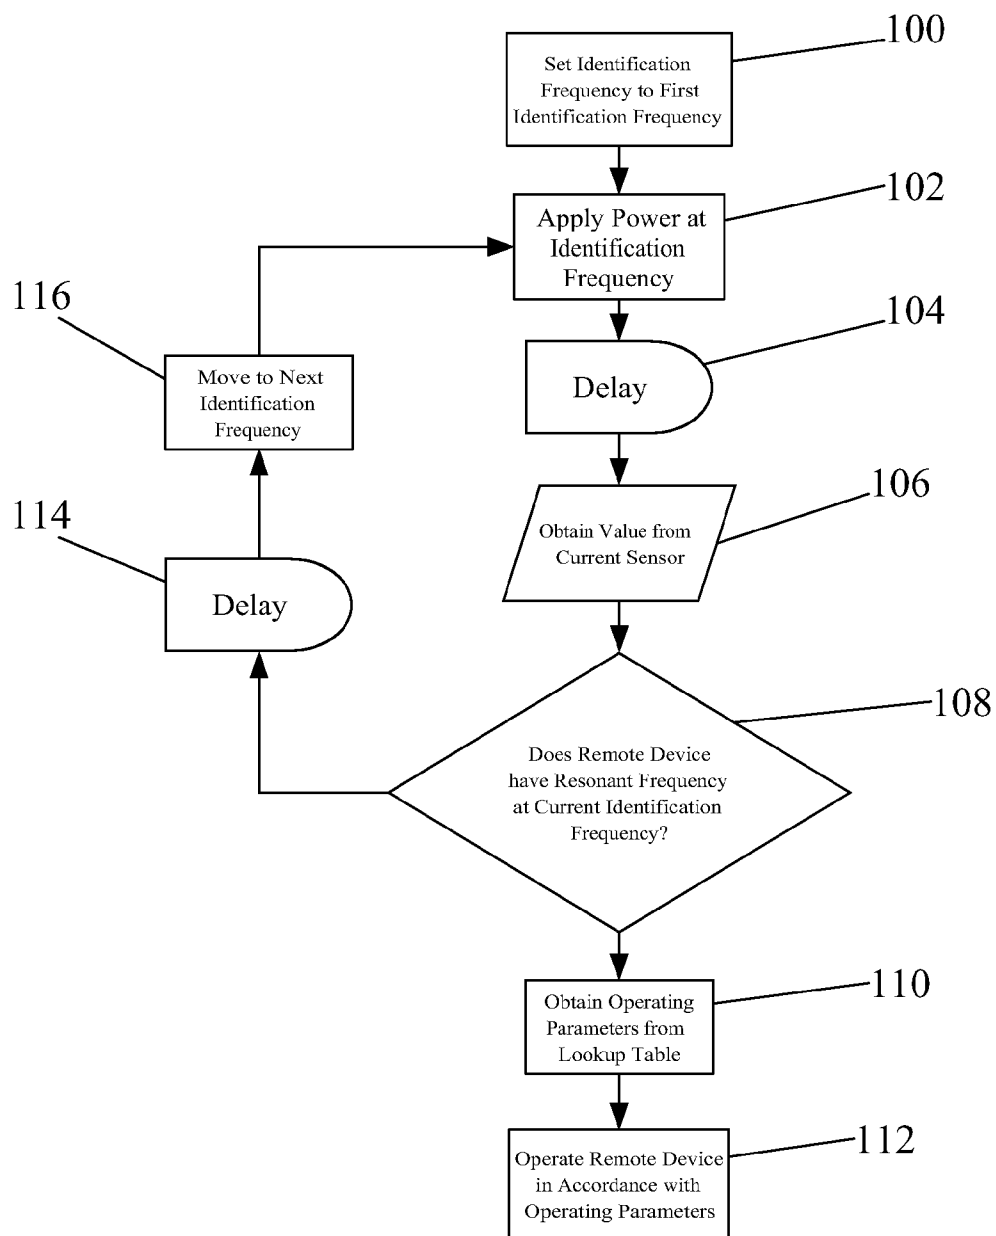 100
Set Identification
Frequency to First
Identification Frequency
102
Apply Power at
Identification
Frequency
104
Delay
116
Move to Next
Identification
Frequency
106
Obtain Value from
Current Sensor
114
Delay
108
Does Remote Device
have Resonant Frequency
at Current Identification
Frequency?
110
Obtain Operating
Parameters from
Lookup Table
112
Operate Remote Device
in Accordance with
Operating Parameters